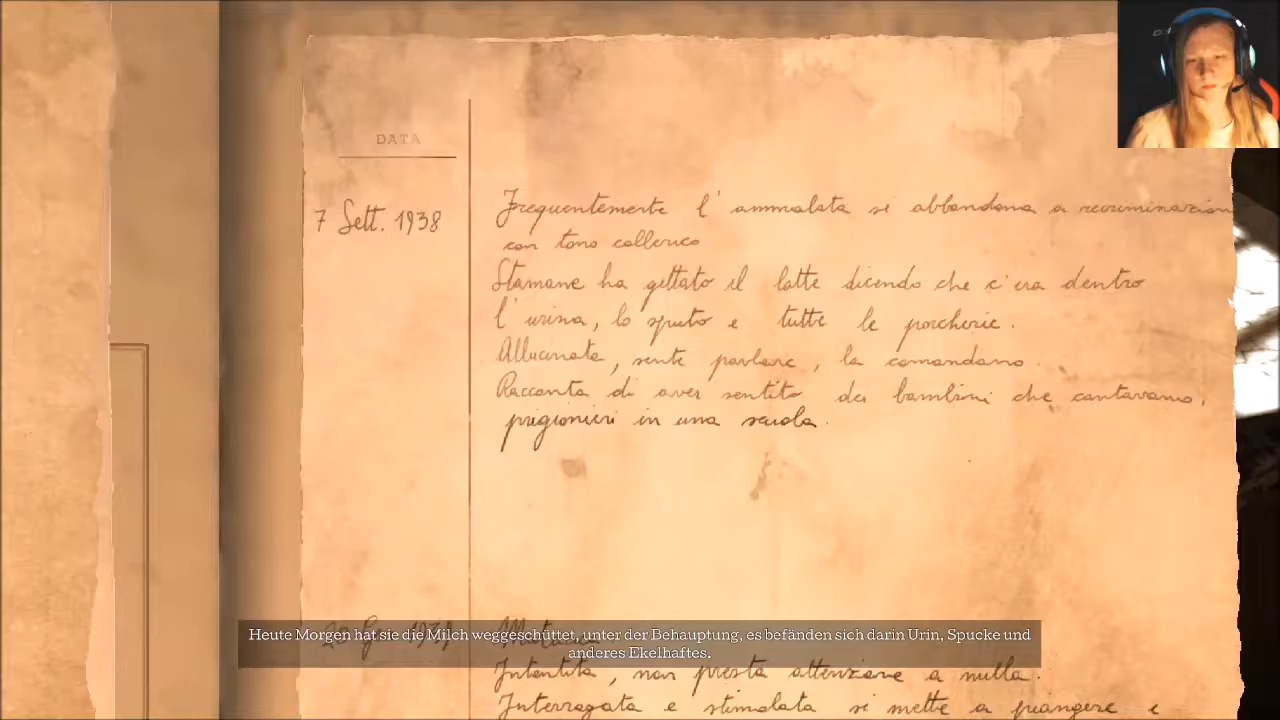 DATA
7 Sett. 1938
Frequentemente l'ammalata si abbandona a recriminazioni
con tono collerico
Stamane ha gettato il latte dicendo che c'era dentro
l'urina, lo sputo e tutte le porcherie.
Allucinata, sente parlare, la comandano.
Racconta di aver sentito dei bambini che cantavano,
prigionieri in una scuola.
Heute Morgen hat sie die Milch weggeschüttet, unter der Behauptung, es befänden sich darin Urin, Spucke und
anderes Ekelhaftes.
, non presta attenzione a nulla.
Interrogata e stimolata si mette a piangere e